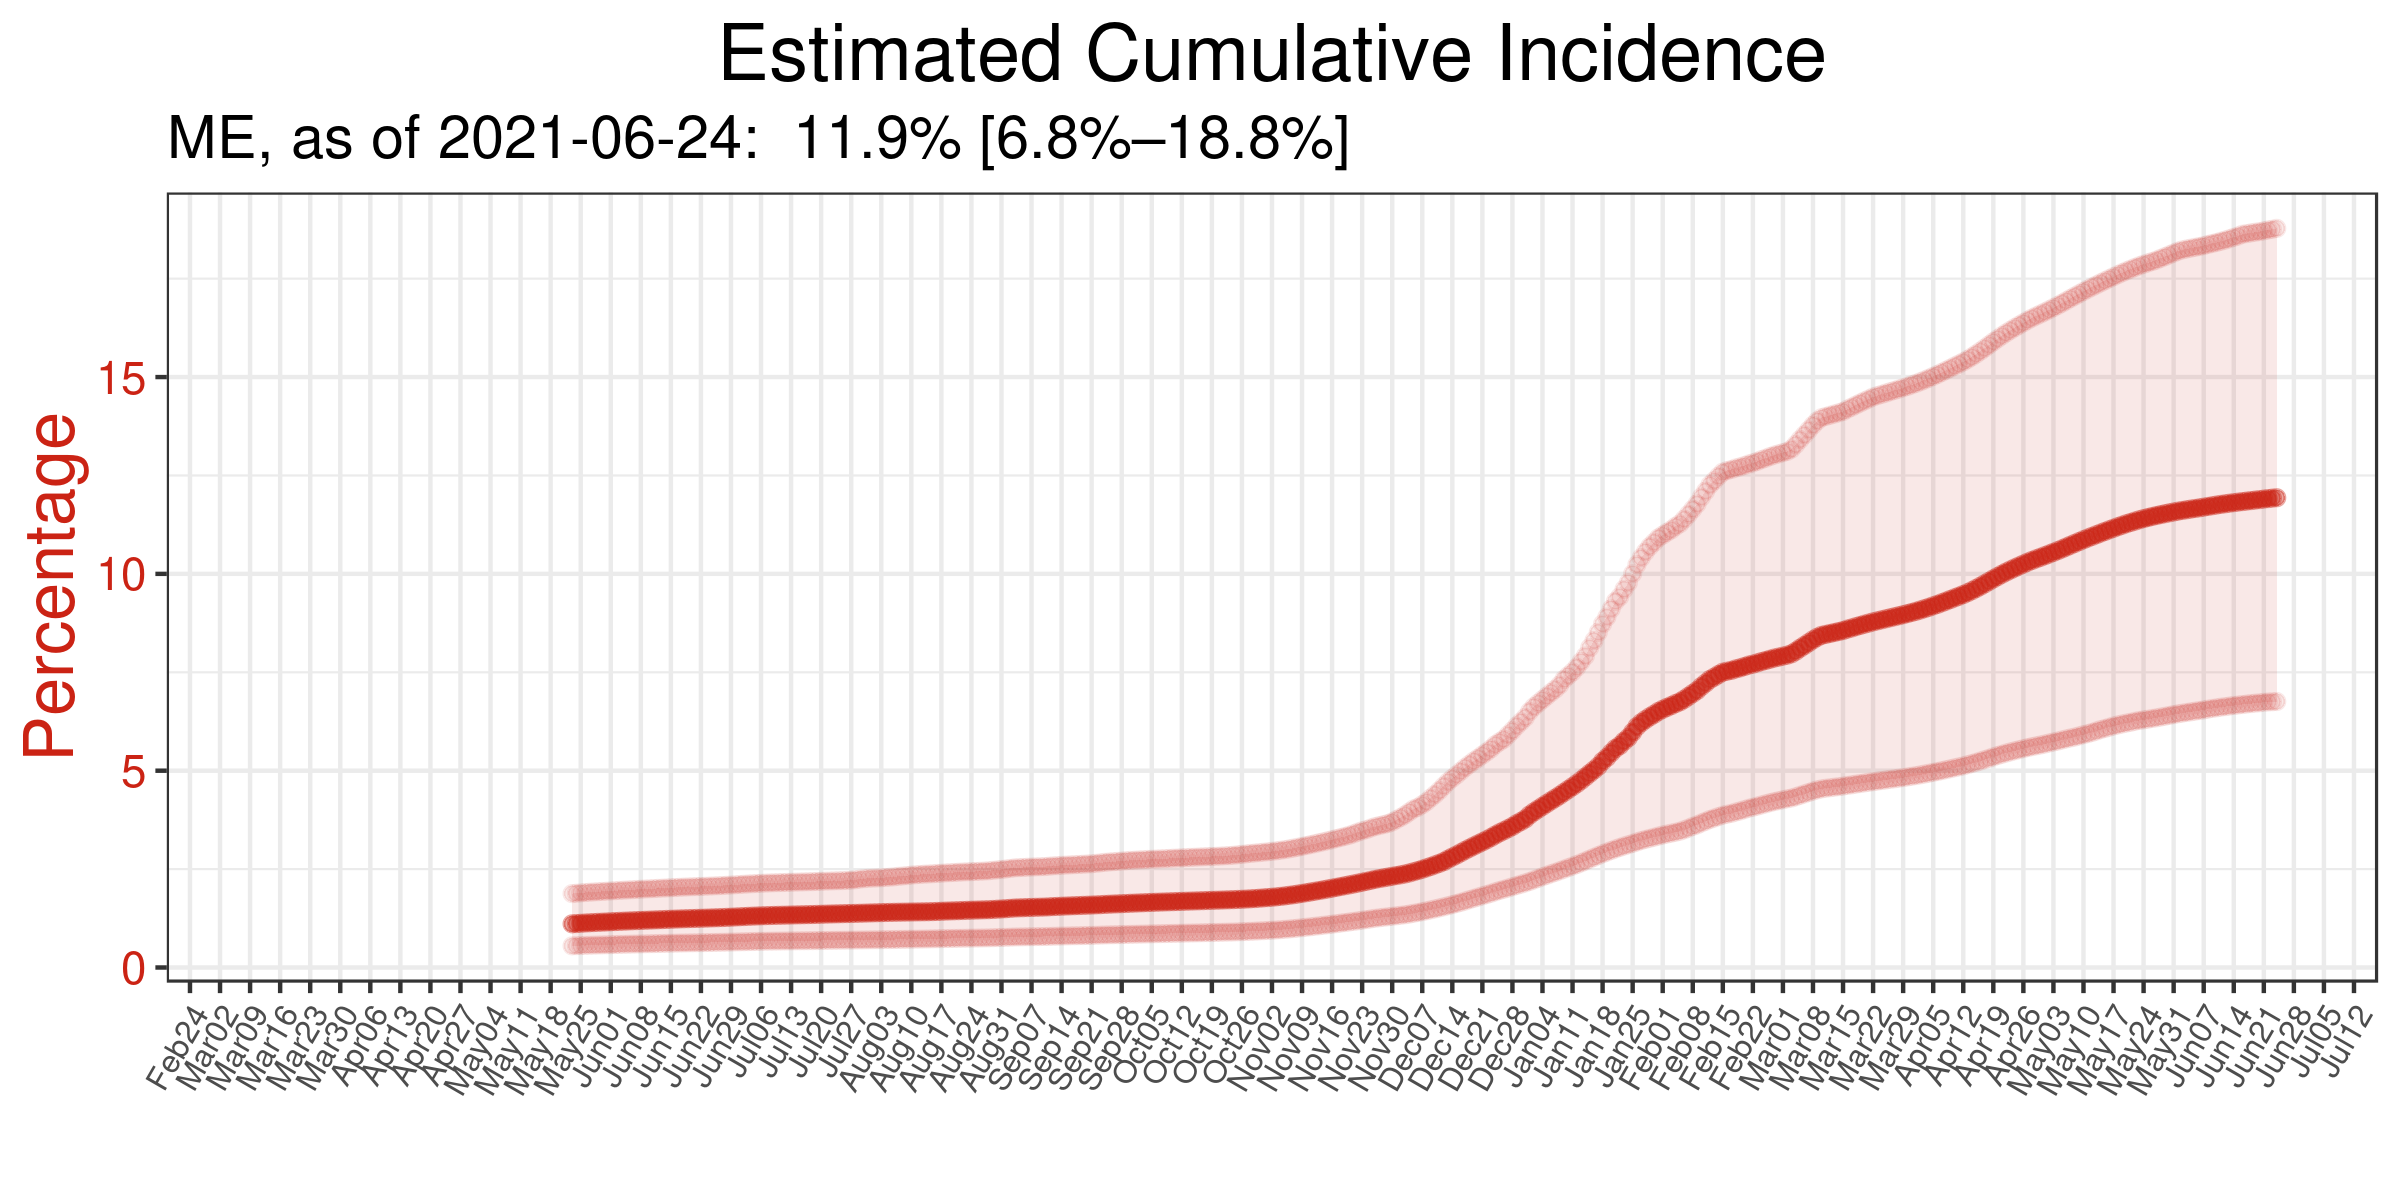 Estimated Cumulative Incidence
ME, as of 2021-06-24:  11.9% [6.8%–18.8%]
Percentage
15
10
5
0
Feb24
Mar02
Mar09
Mar16
Mar23
Mar30
Apr06
Apr13
Apr20
Apr27
May04
May11
May18
May25
Jun01
Jun08
Jun15
Jun22
Jun29
Jul06
Jul13
Jul20
Jul27
Aug03
Aug10
Aug17
Aug24
Aug31
Sep07
Sep14
Sep21
Sep28
Oct05
Oct12
Oct19
Oct26
Nov02
Nov09
Nov16
Nov23
Nov30
Dec07
Dec14
Dec21
Dec28
Jan04
Jan11
Jan18
Jan25
Feb01
Feb08
Feb15
Feb22
Mar01
Mar08
Mar15
Mar22
Mar29
Apr05
Apr12
Apr19
Apr26
May03
May10
May17
May24
May31
Jun07
Jun14
Jun21
Jun28
Jul05
Jul12